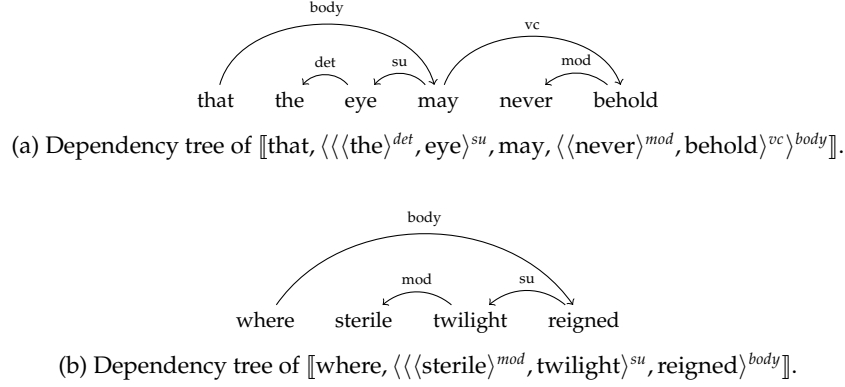 body
vc
det su mod
that the eye may never behold
(a) Dependency tree of ⟦that, ⟨⟨⟨the⟩^det, eye⟩^su, may, ⟨⟨never⟩^mod, behold⟩^vc⟩^body⟧.
body
mod su
where sterile twilight reigned
(b) Dependency tree of ⟦where, ⟨⟨⟨sterile⟩^mod, twilight⟩^su, reigned⟩^body⟧.